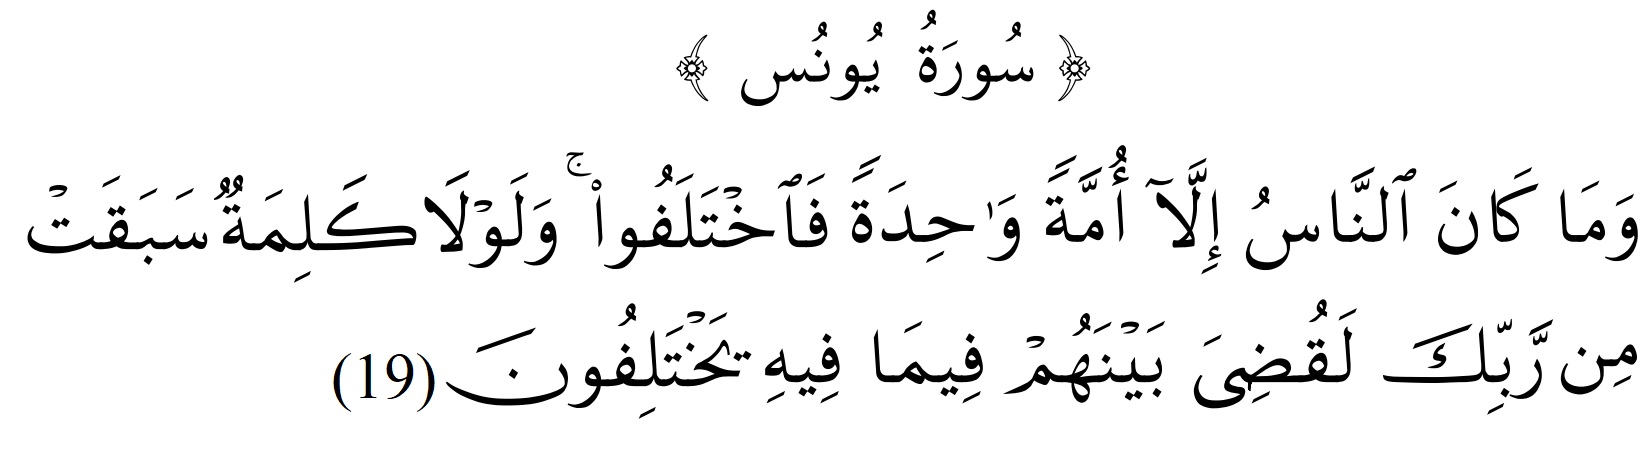 ﴿ سُورَةُ يُونُس ﴾
وَمَا كَانَ ٱلنَّاسُ إِلَّآ أُمَّةً وَٰحِدَةً فَٱخْتَلَفُوا۟ ۚ وَلَوْلَا كَلِمَةٌ سَبَقَتْ
مِن رَّبِّكَ لَقُضِىَ بَيْنَهُمْ فِيمَا فِيهِ يَخْتَلِفُونَ (19)